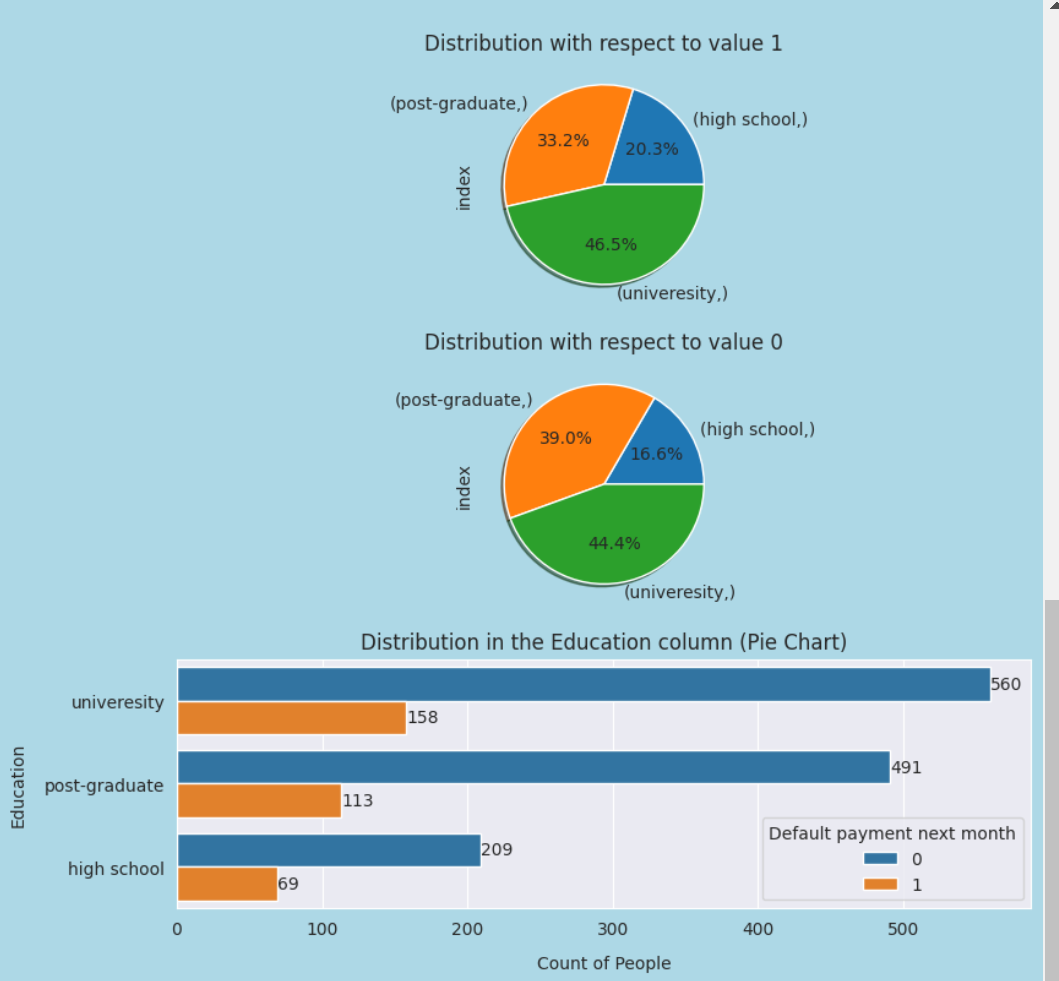 Distribution with respect to value 1
(post-graduate,)
(high school,)
33.2%
20.3%
index
46.5%
(univeresity,)
Distribution with respect to value 0
(post-graduate,)
(high school,)
39.0%
16.6%
index
44.4%
(univeresity,)
Distribution in the Education column (Pie Chart)
univeresity
560
158
Education
post-graduate
491
113
high school
209
69
Default payment next month
0
1
0 100 200 300 400 500
Count of People